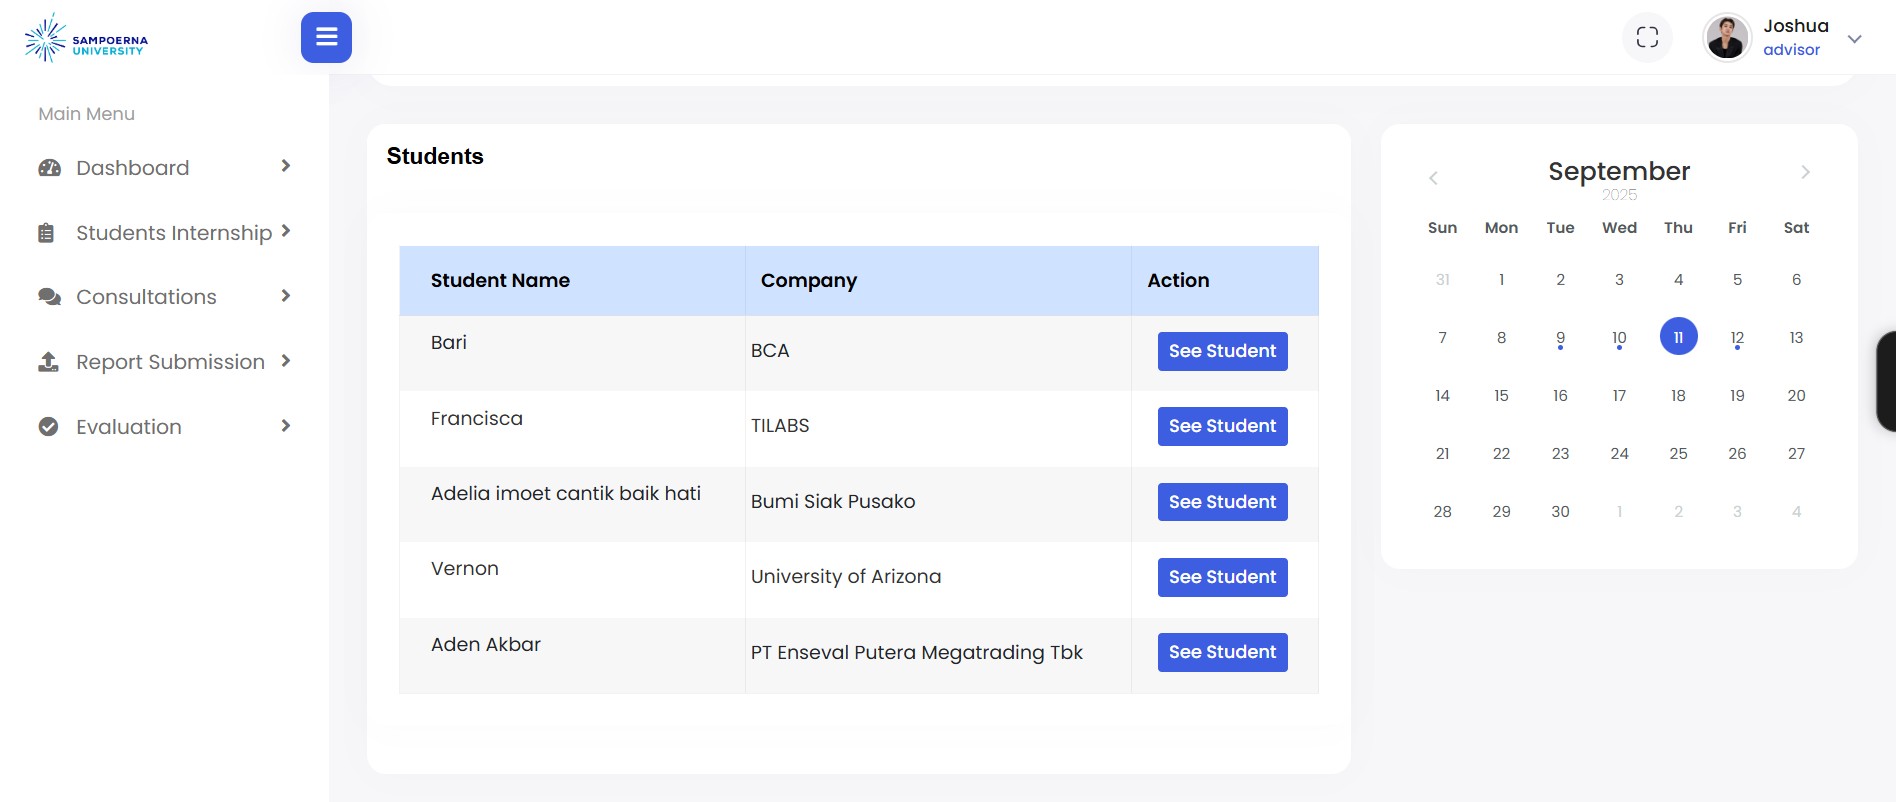 SAMPOERNA
UNIVERSITY
Joshua
advisor
Main Menu
Dashboard
Students Internship
Consultations
Report Submission
Evaluation
Students
Student Name Company Action
Bari BCA See Student
Francisca TILABS See Student
Adelia imoet cantik baik hati Bumi Siak Pusako See Student
Vernon University of Arizona See Student
Aden Akbar PT Enseval Putera Megatrading Tbk See Student
September
2025
Sun Mon Tue Wed Thu Fri Sat
31 1 2 3 4 5 6
7 8 9 10 11 12 13
14 15 16 17 18 19 20
21 22 23 24 25 26 27
28 29 30 1 2 3 4